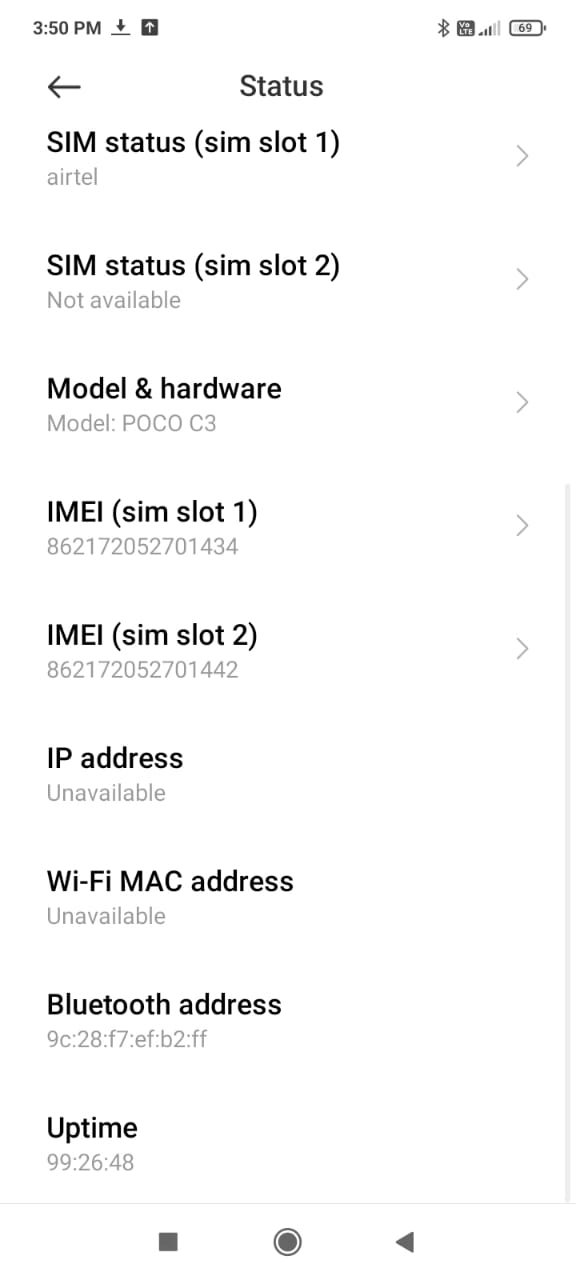 3:50 PM
Vo LTE
69
Status
SIM status (sim slot 1)
airtel
SIM status (sim slot 2)
Not available
Model & hardware
Model: POCO C3
IMEI (sim slot 1)
862172052701434
IMEI (sim slot 2)
862172052701442
IP address
Unavailable
Wi-Fi MAC address
Unavailable
Bluetooth address
9c:28:f7:ef:b2:ff
Uptime
99:26:48